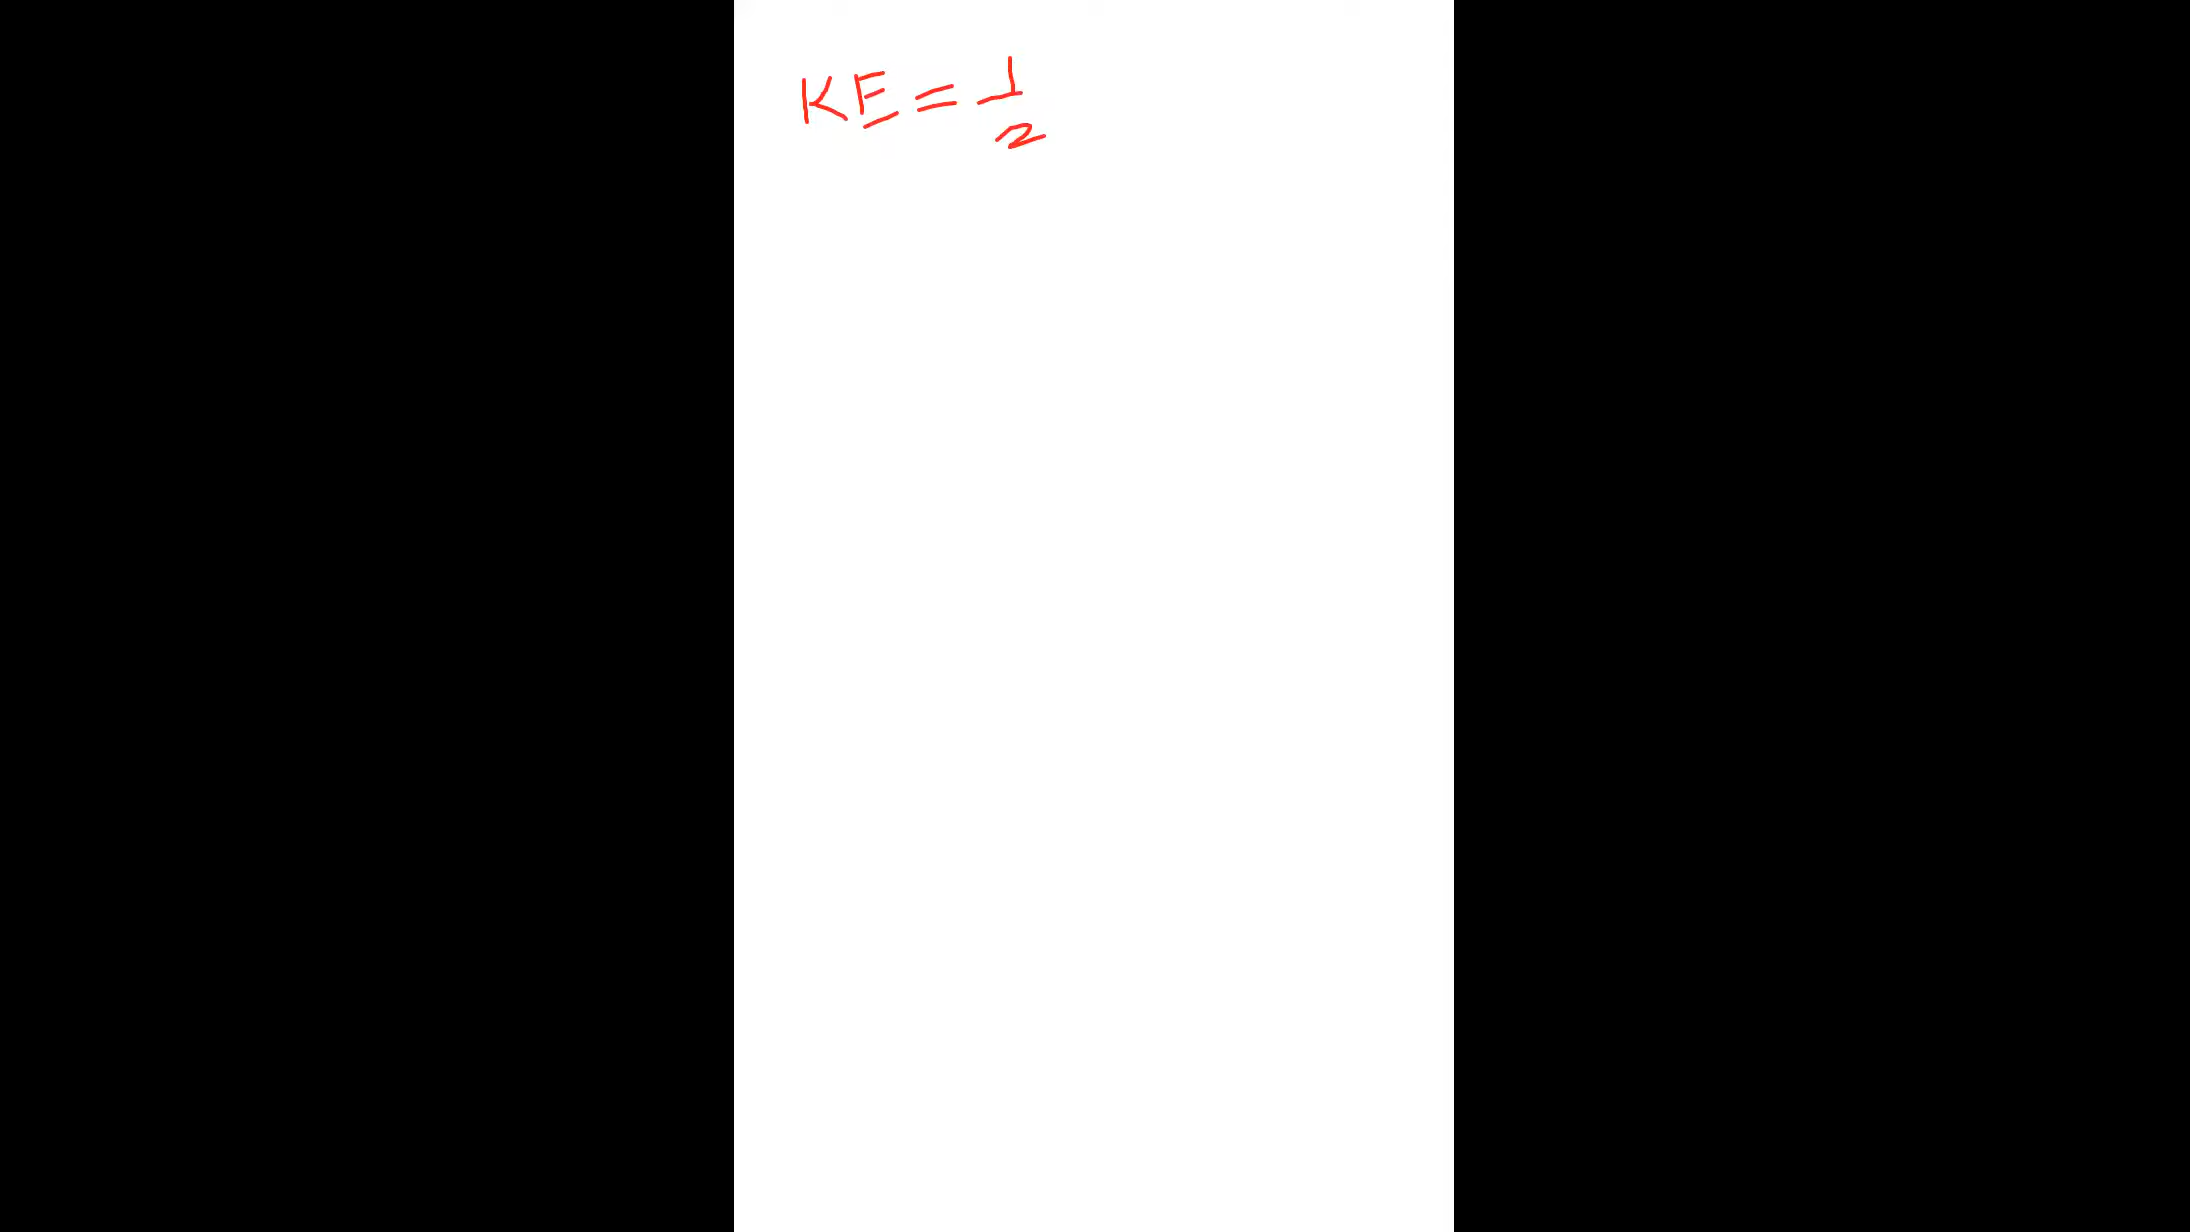 KE = 1/2